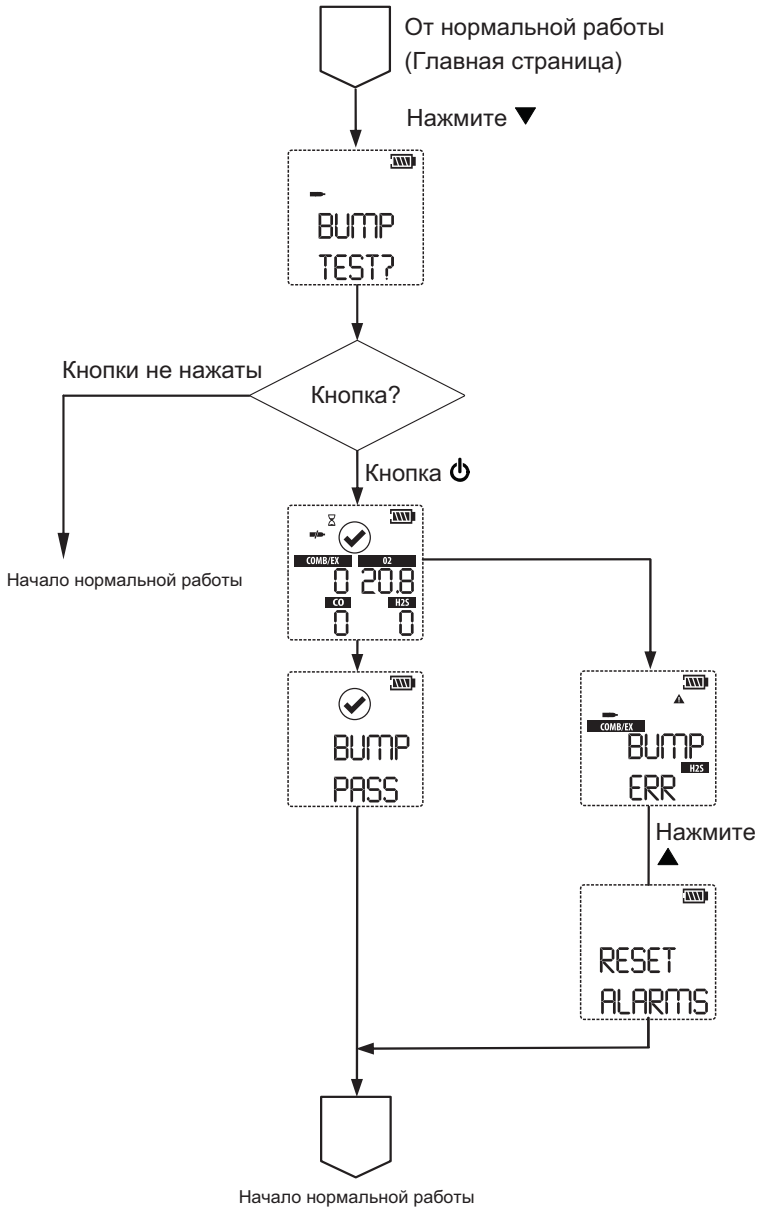 От нормальной работы
(Главная страница)
Нажмите ▼
BUMP
TEST?
Кнопки не нажаты
Кнопка?
Кнопка
Начало нормальной работы
COMB/EX O2
0 20.8
CO H2S
0 0
BUMP
PASS
COMB/EX
BUMP
H2S
ERR
Нажмите
▲
RESET
ALARMS
Начало нормальной работы